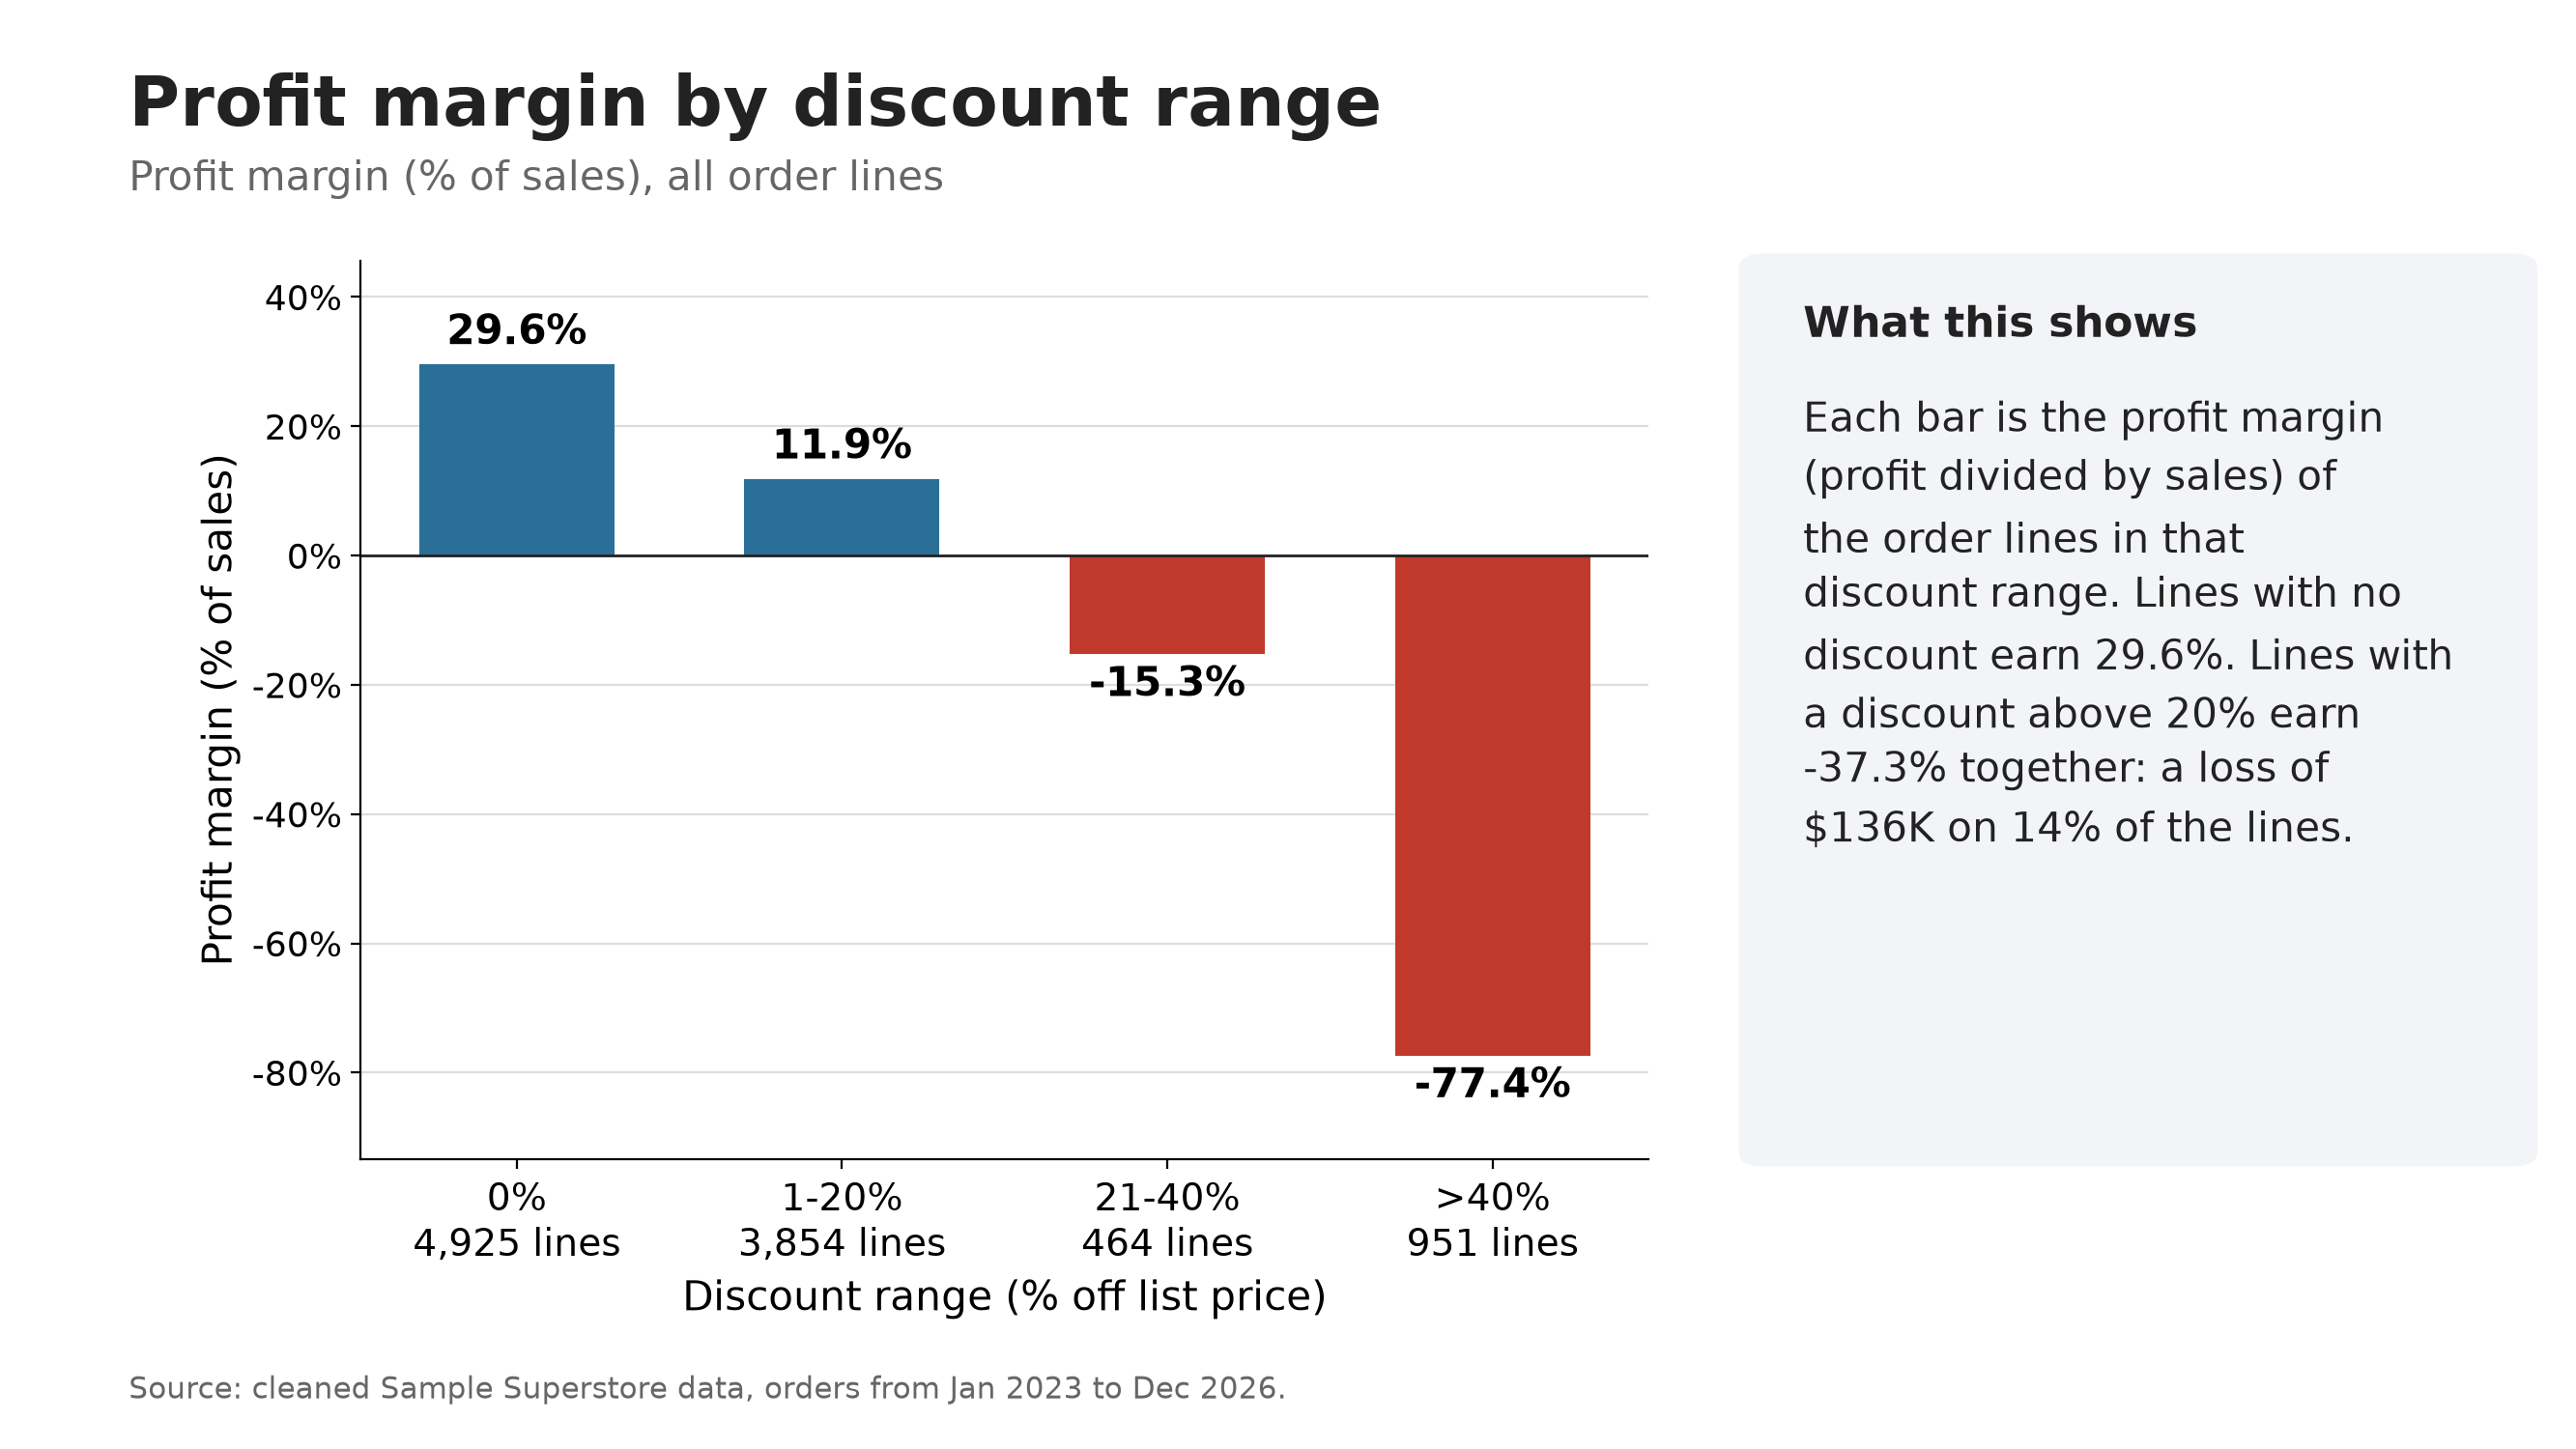 Profit margin by discount range
Profit margin (% of sales), all order lines
Profit margin (% of sales)
40%
20%
0%
-20%
-40%
-60%
-80%
29.6%
11.9%
-15.3%
-77.4%
0%
4,925 lines
1-20%
3,854 lines
21-40%
464 lines
>40%
951 lines
Discount range (% off list price)
What this shows
Each bar is the profit margin
(profit divided by sales) of
the order lines in that
discount range. Lines with no
discount earn 29.6%. Lines with
a discount above 20% earn
-37.3% together: a loss of
$136K on 14% of the lines.
Source: cleaned Sample Superstore data, orders from Jan 2023 to Dec 2026.